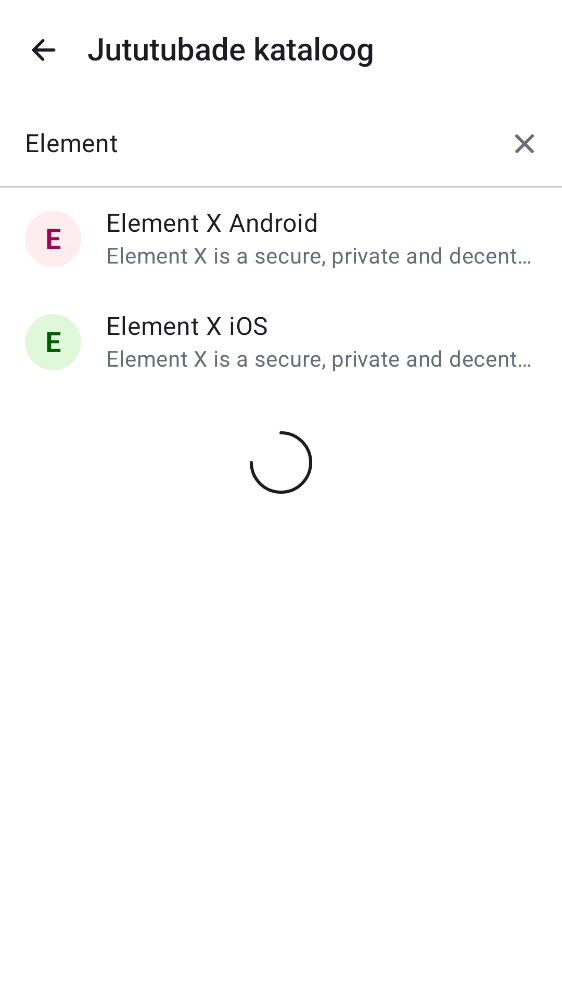 Jututubade kataloog
Element
E
Element X Android
Element X is a secure, private and decent...
E
Element X iOS
Element X is a secure, private and decent...